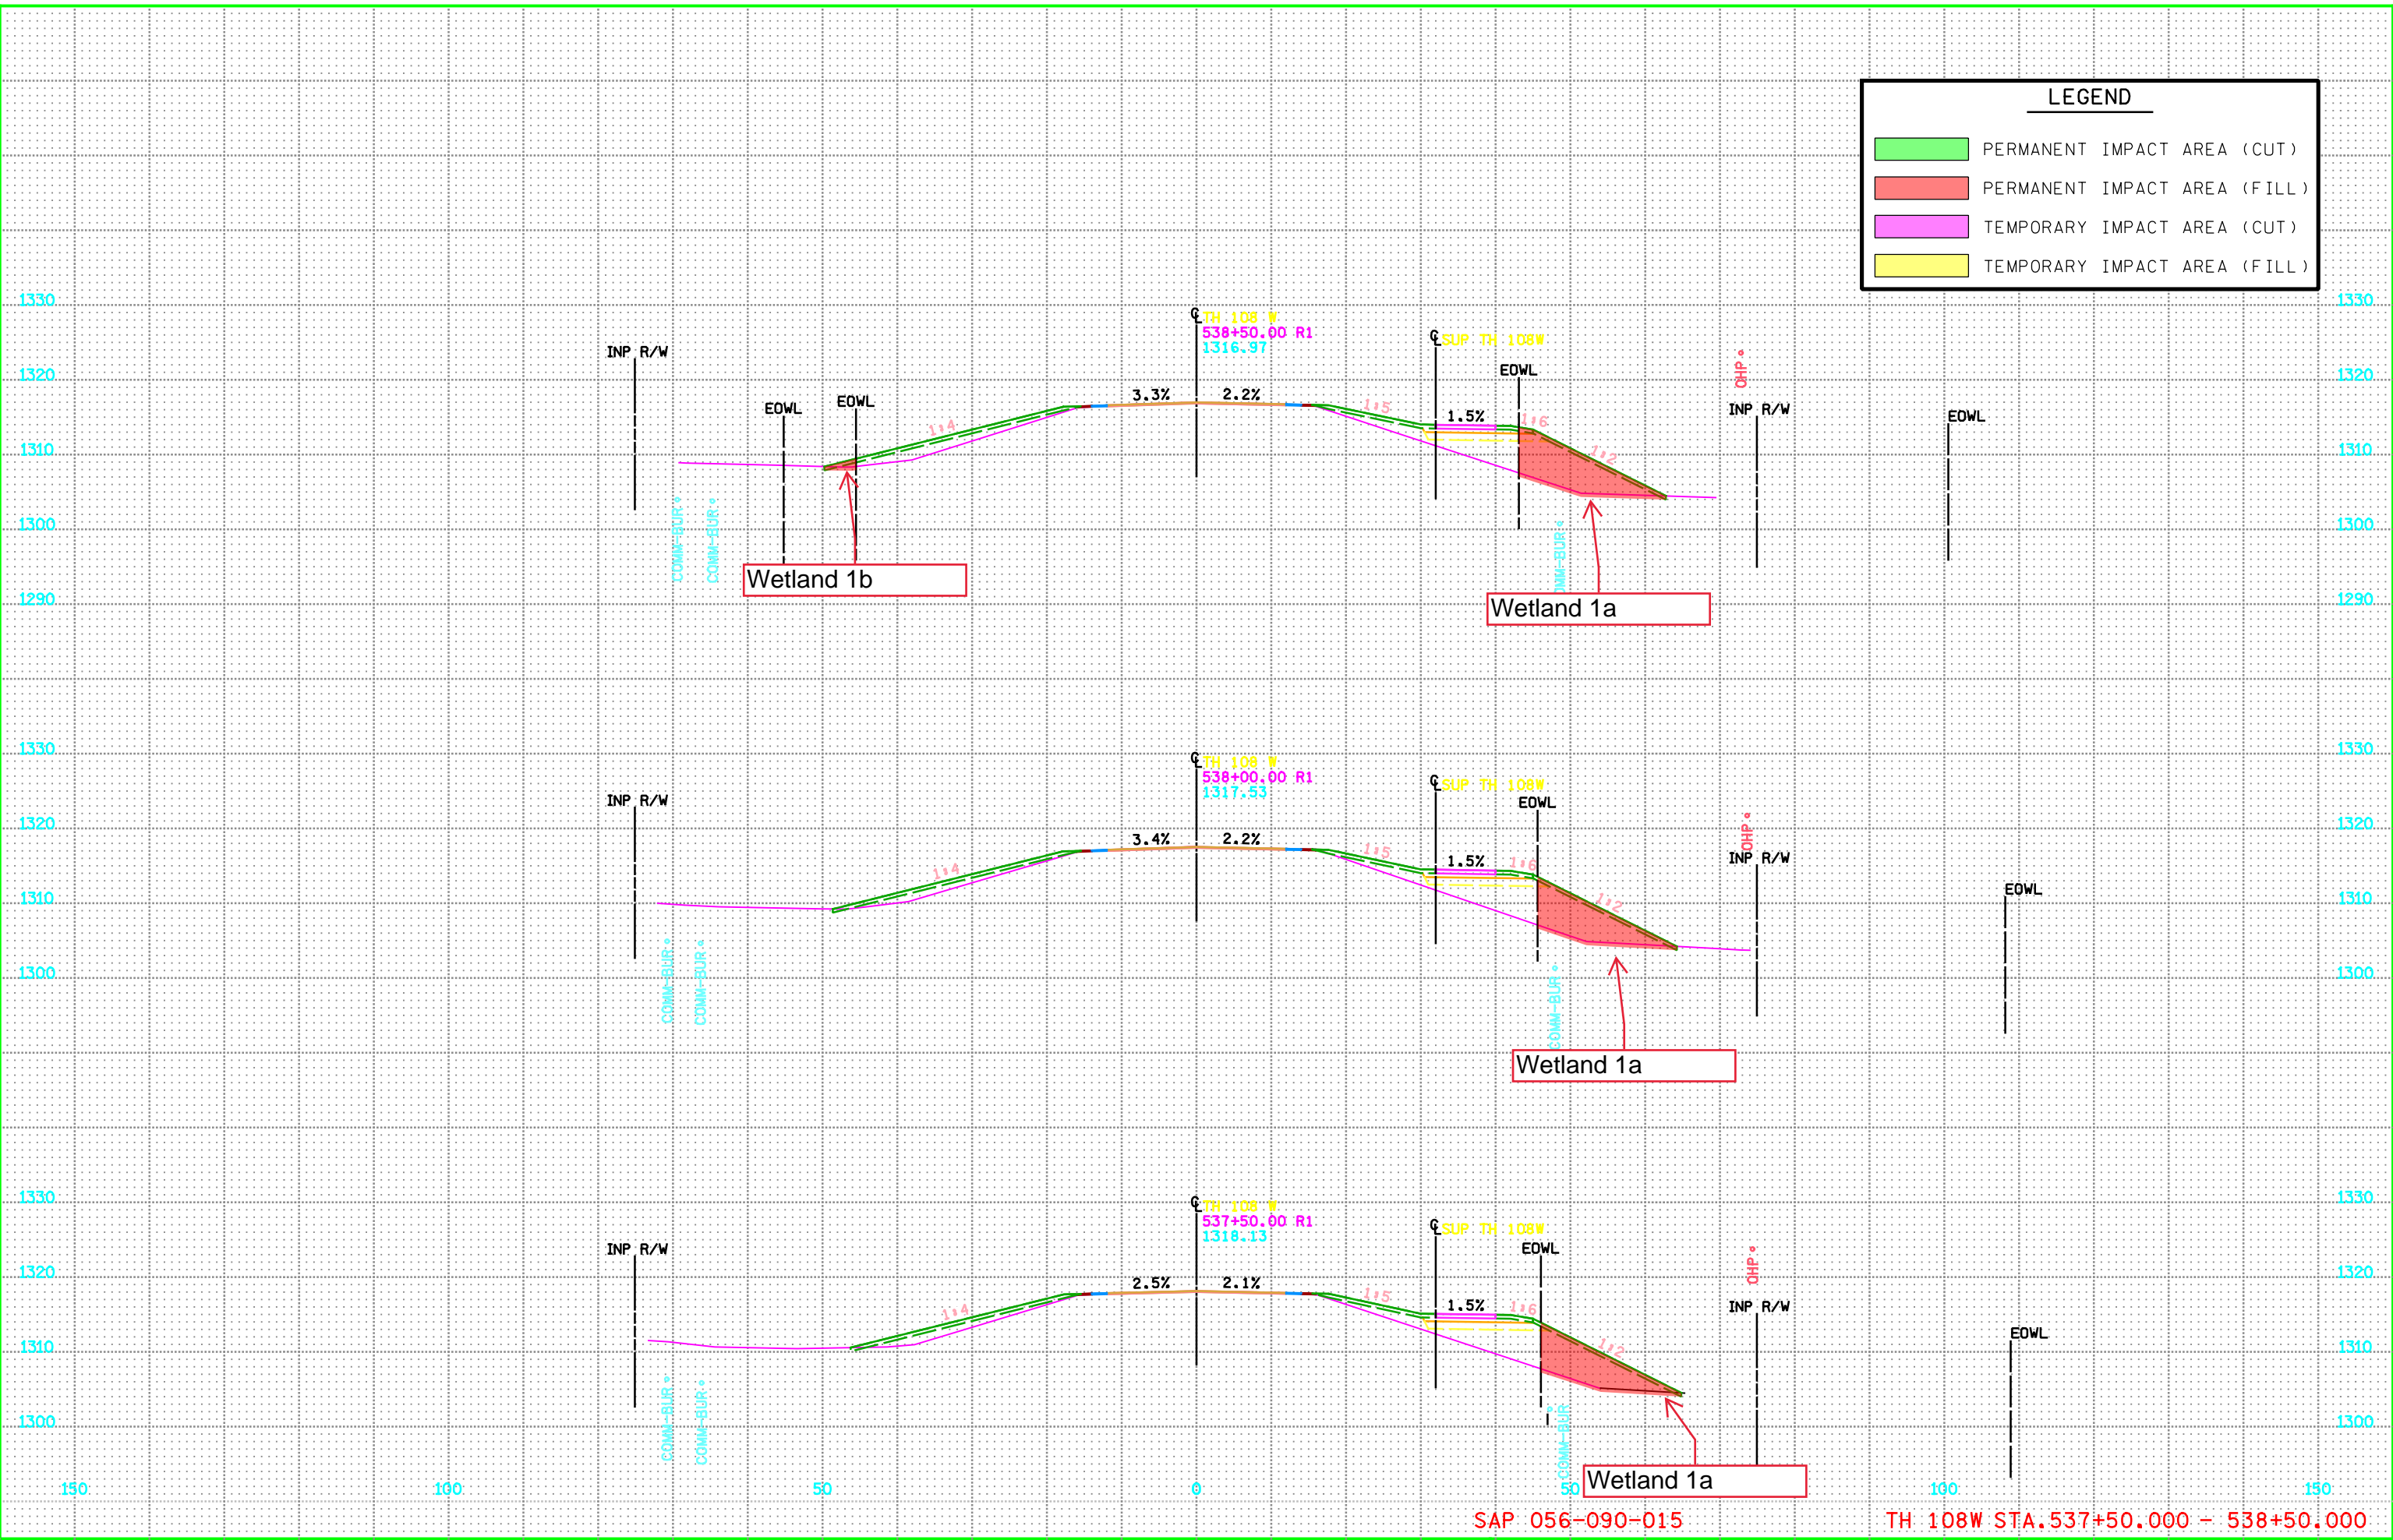 LEGEND
PERMANENT IMPACT AREA (CUT)
PERMANENT IMPACT AREA (FILL)
TEMPORARY IMPACT AREA (CUT)
TEMPORARY IMPACT AREA (FILL)
1330 1330
TH 108 W
538+50.00 R1
1316.97
SUP TH 108W
INP R/W
EOWL
EOWL
EOWL
OHP
INP R/W
EOWL
1320 1320
3.3% 2.2%
1:4
1:5
1.5%
1:6
1:2
1310 1310
COMM-BUR
COMM-BUR
OMM-BUR
1300 1300
Wetland 1b
Wetland 1a
1290 1290
1330 1330
TH 108 W
538+00.00 R1
1317.53
SUP TH 108W
INP R/W
EOWL
OHP
INP R/W
EOWL
1320 1320
3.4% 2.2%
1:4
1:5
1.5%
1:6
1:2
1310 1310
COMM-BUR
COMM-BUR
COMM-BUR
1300 1300
Wetland 1a
1330 1330
TH 108 W
537+50.00 R1
1318.13
SUP TH 108W
INP R/W
EOWL
OHP
INP R/W
EOWL
1320 1320
2.5% 2.1%
1:4
1:5
1.5%
1:6
1:2
1310 1310
COMM-BUR
COMM-BUR
COMM-BUR
1300 1300
Wetland 1a
150 100 50 0 50 100 150
SAP 056-090-015 TH 108W STA.537+50.000 - 538+50.000